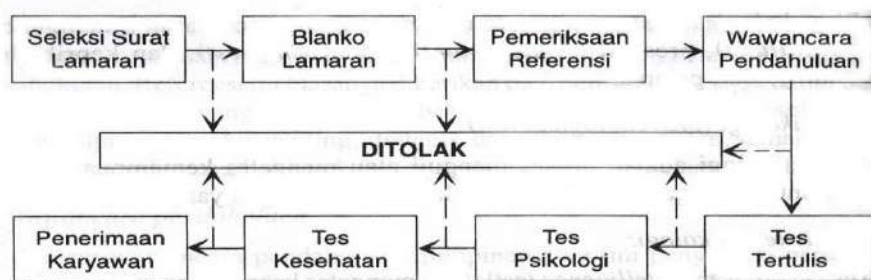 Seleksi Surat
Lamaran
Blanko
Lamaran
Pemeriksaan
Referensi
Wawancara
Pendahuluan
DITOLAK
Penerimaan
Karyawan
Tes
Kesehatan
Tes
Psikologi
Tes
Tertulis